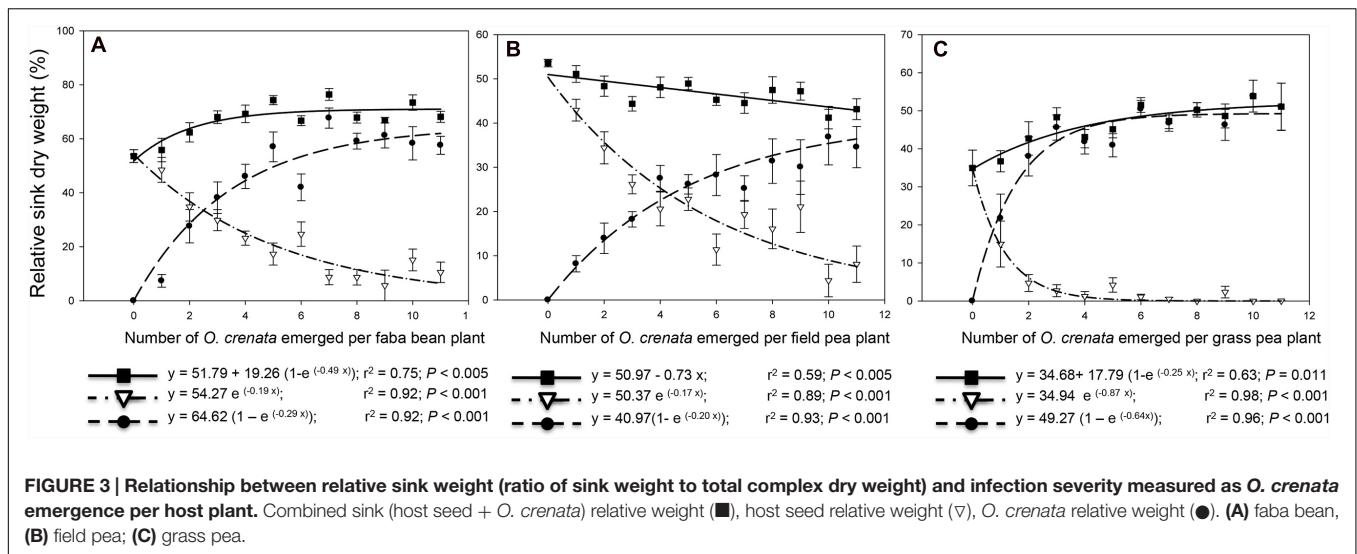 A
B
C
Relative sink dry weight (%)
100
80
60
40
20
0
60
50
40
30
20
10
0
70
60
50
40
30
20
10
0
0 2 4 6 8 10 1
0 2 4 6 8 10 12
0 2 4 6 8 10 12
Number of O. crenata emerged per faba bean plant
Number of O. crenata emerged per field pea plant
Number of O. crenata emerged per grass pea plant
y = 51.79 + 19.26 (1-e (-0.49 x)); r² = 0.75; P < 0.005
y = 54.27 e (-0.19 x); r² = 0.92; P < 0.001
y = 64.62 (1 – e (-0.29 x)); r² = 0.92; P < 0.001
y = 50.97 - 0.73 x; r² = 0.59; P < 0.005
y = 50.37 e (-0.17 x); r² = 0.89; P < 0.001
y = 40.97(1- e (-0.20 x)); r² = 0.93; P < 0.001
y = 34.68+ 17.79 (1-e (-0.25 x); r² = 0.63; P = 0.011
y = 34.94 e (-0.87 x); r² = 0.98; P < 0.001
y = 49.27 (1 – e (-0.64x)); r² = 0.96; P < 0.001
FIGURE 3 | Relationship between relative sink weight (ratio of sink weight to total complex dry weight) and infection severity measured as O. crenata
emergence per host plant. Combined sink (host seed + O. crenata) relative weight (■), host seed relative weight (▽), O. crenata relative weight (●). (A) faba bean,
(B) field pea; (C) grass pea.